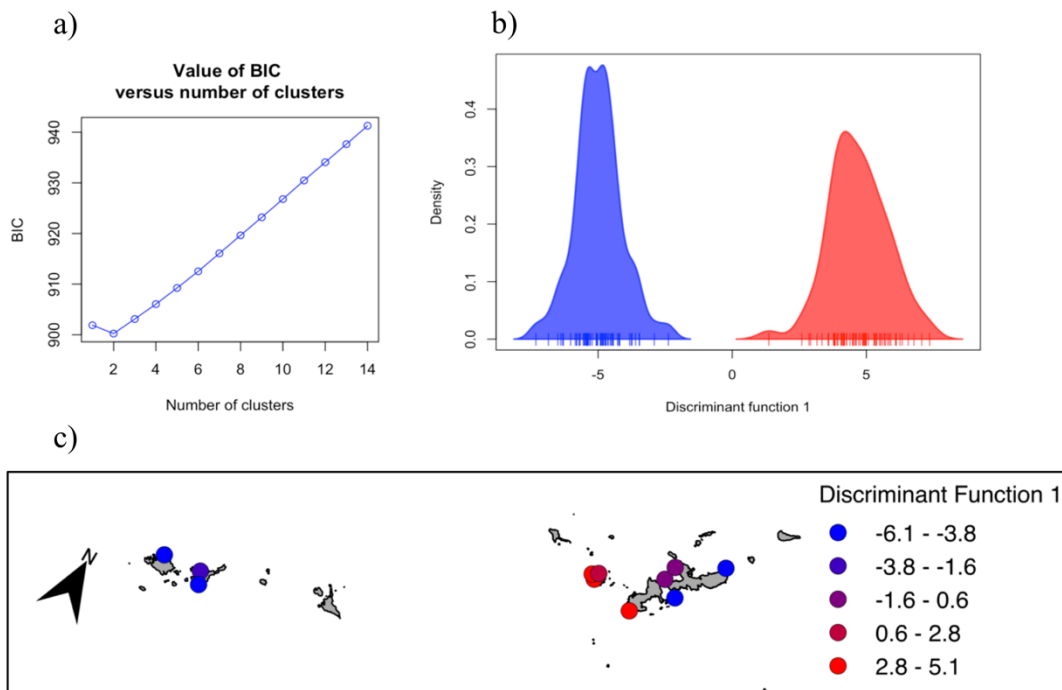 a)
Value of BIC
versus number of clusters
BIC
940
930
920
910
900
2 4 6 8 10 12 14
Number of clusters
b)
Density
0.4
0.3
0.2
0.1
0.0
-5 0 5
Discriminant function 1
c)
N
Discriminant Function 1
-6.1 - -3.8
-3.8 - -1.6
-1.6 - 0.6
0.6 - 2.8
2.8 - 5.1